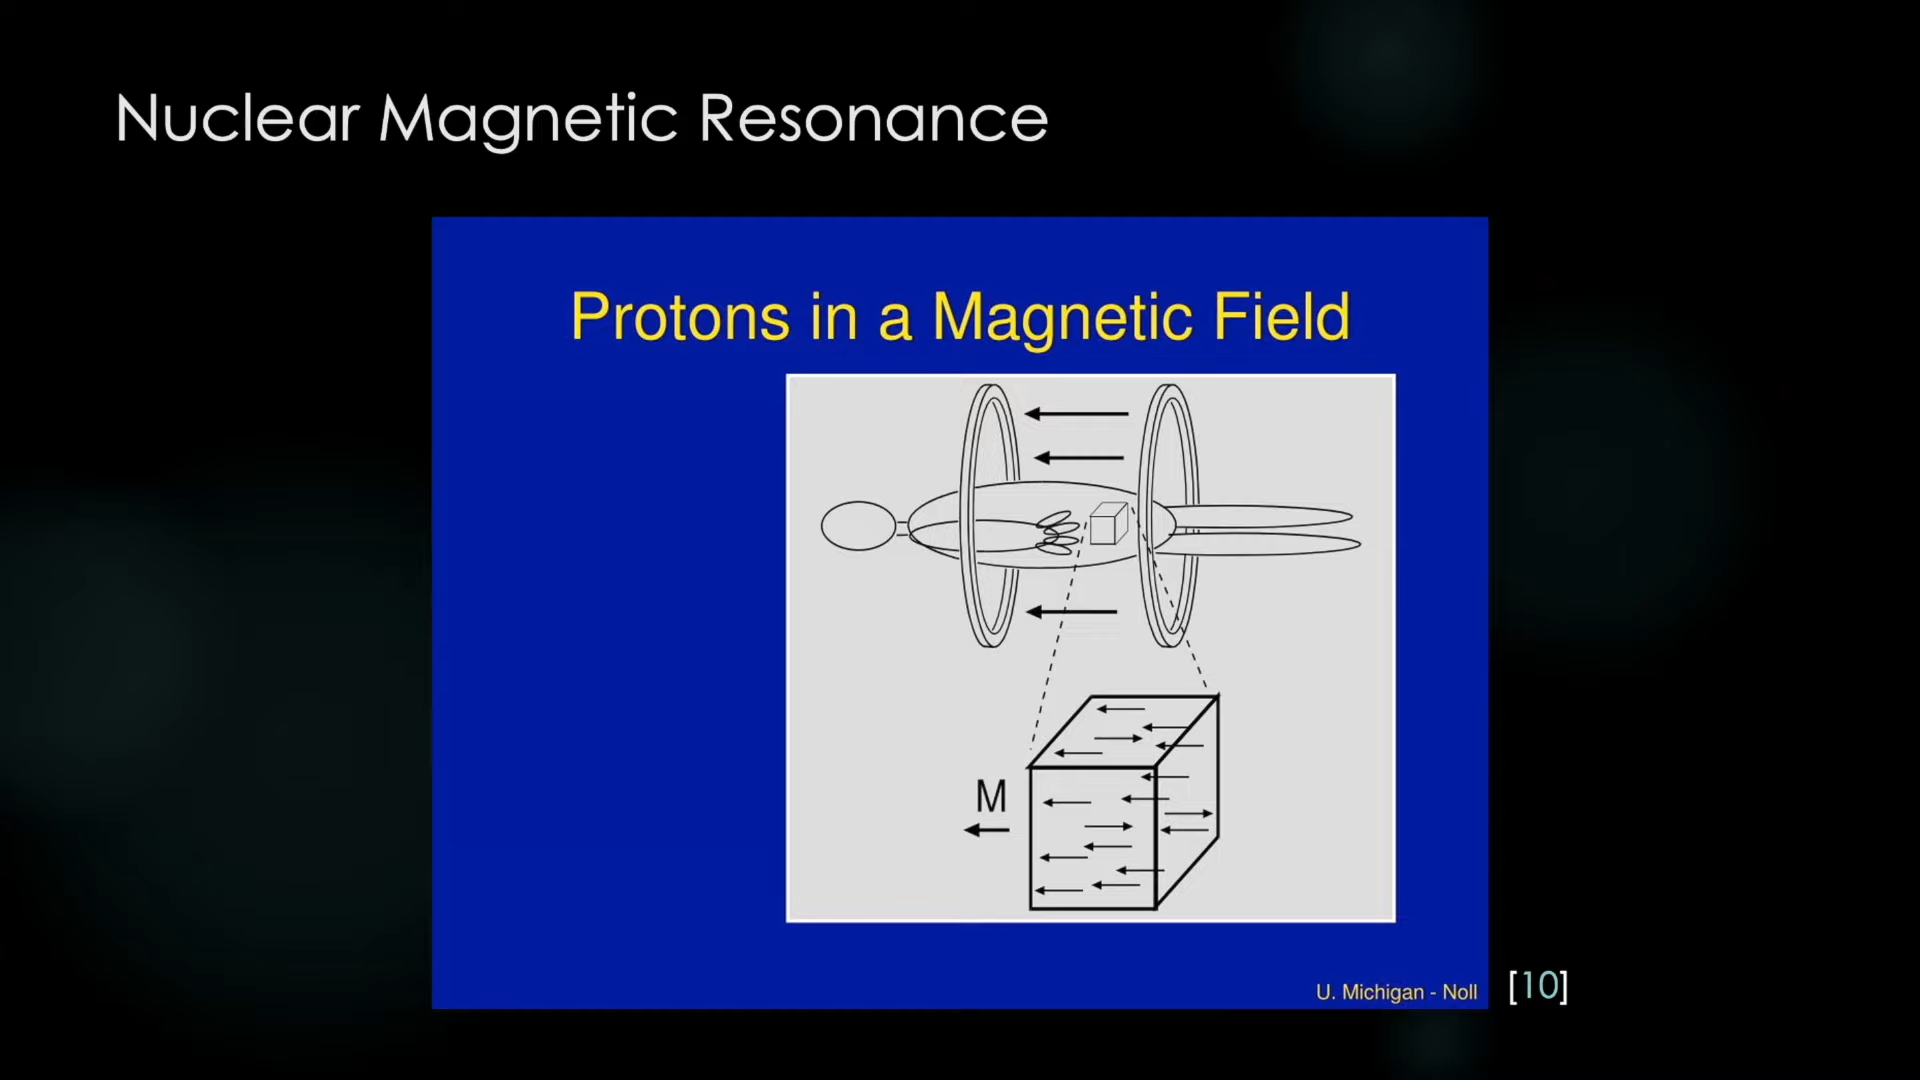 Nuclear Magnetic Resonance
Protons in a Magnetic Field
M
U. Michigan - Noll
[10]